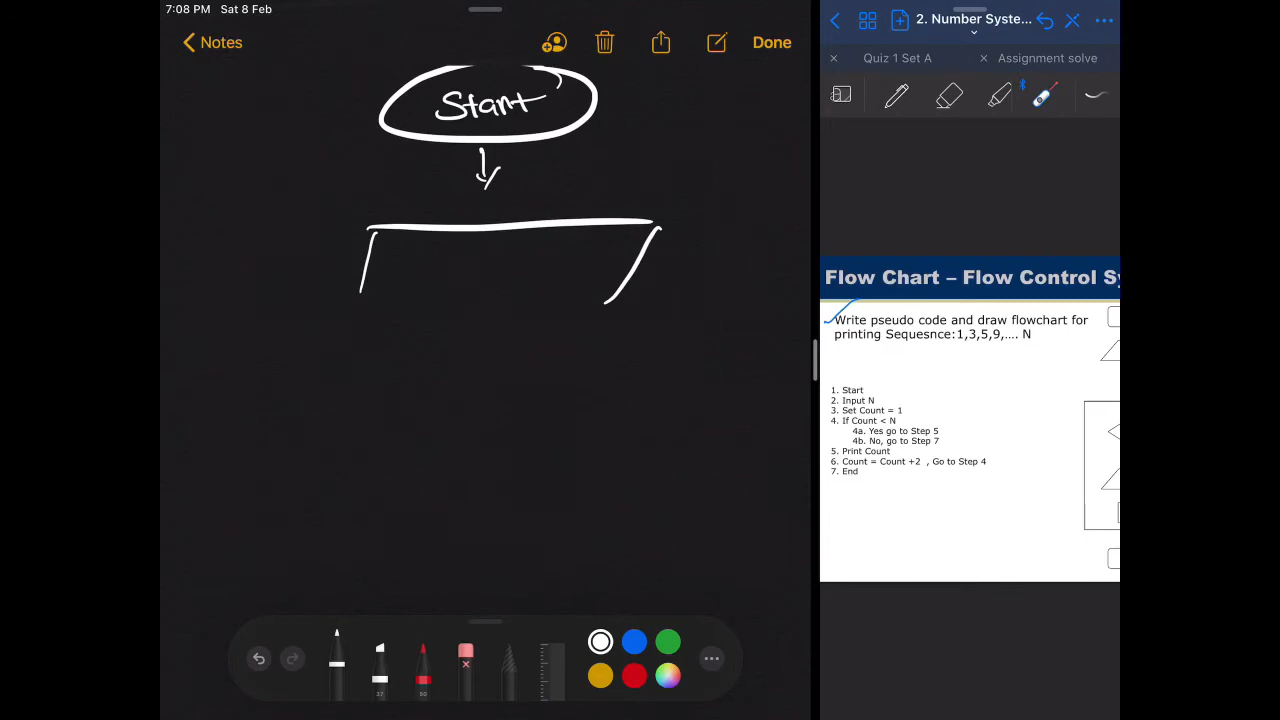 7:08 PM Sat 8 Feb
Notes
Done
Start
37
50
2. Number Syste...
Quiz 1 Set A
Assignment solve
Flow Chart – Flow Control Sy
Write pseudo code and draw flowchart for
printing Sequesnce:1,3,5,9,.... N
1. Start
2. Input N
3. Set Count = 1
4. If Count < N
4a. Yes go to Step 5
4b. No, go to Step 7
5. Print Count
6. Count = Count +2 , Go to Step 4
7. End